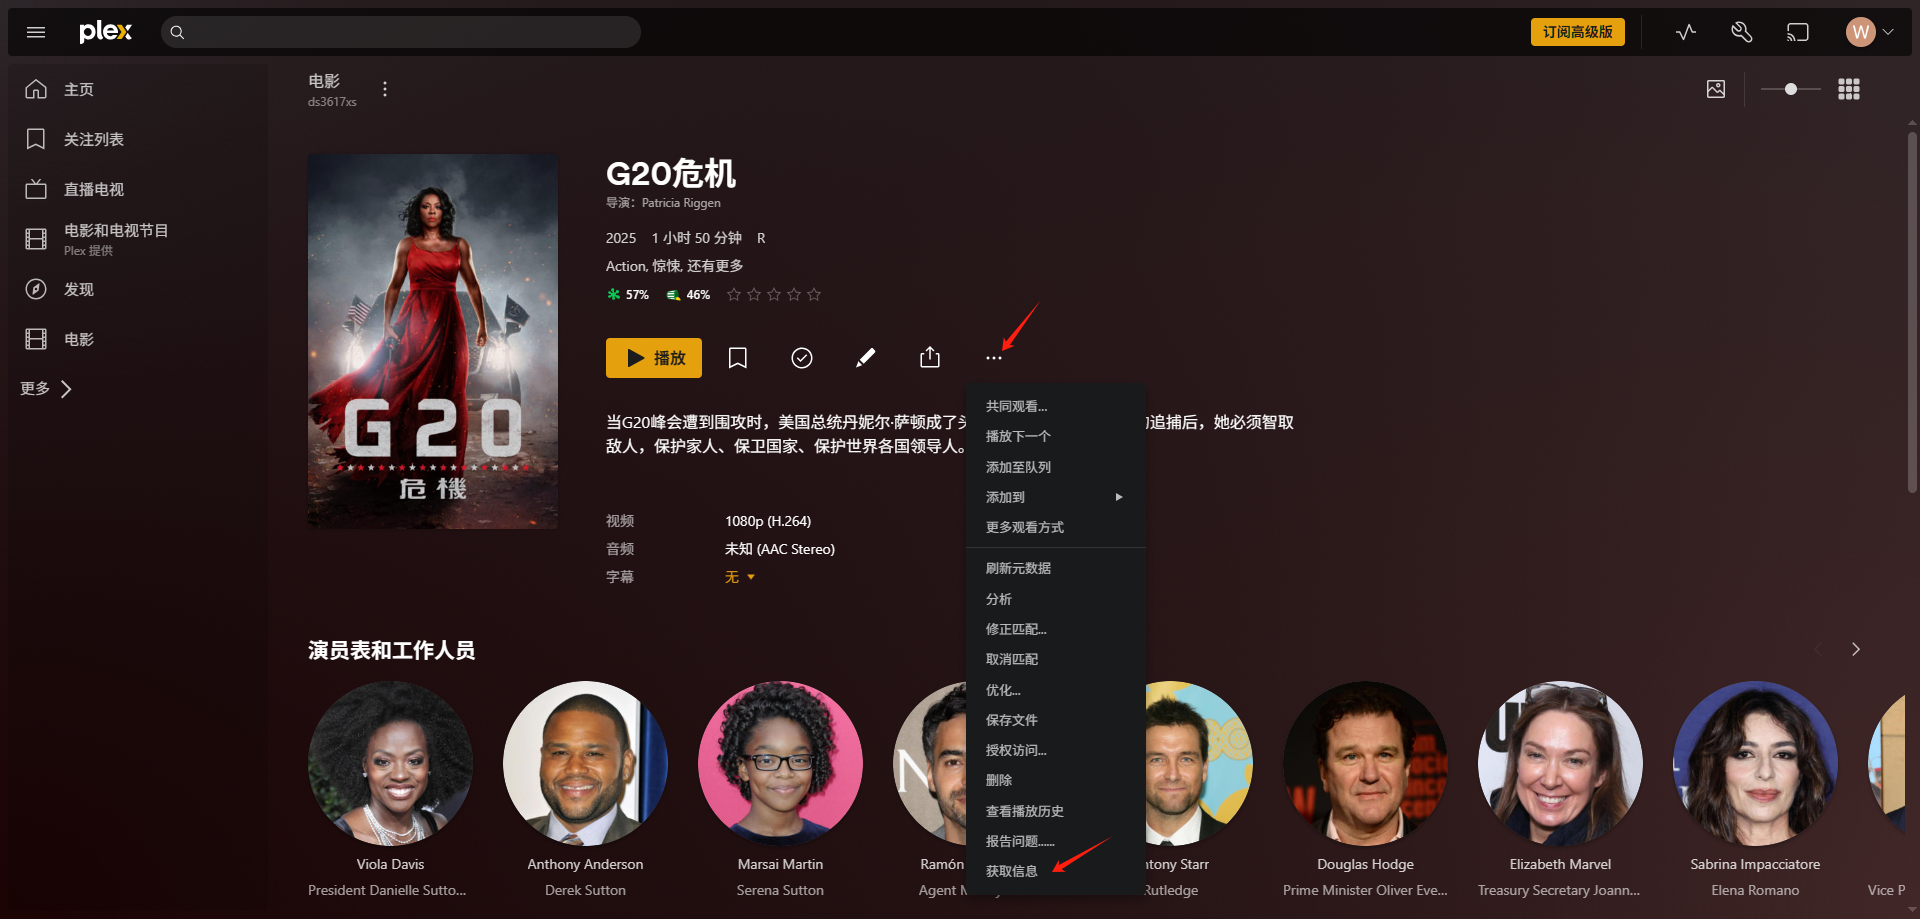 plex
订阅高级版
W
主页
关注列表
直播电视
电影和电视节目
Plex 提供
发现
电影
更多
电影
ds3617xs
G20
危機
G20危机
导演：Patricia Riggen
2025 1 小时 50 分钟 R
Action, 惊悚, 还有更多
57% 46%
播放
当G20峰会遭到围攻时，美国总统丹妮尔·萨顿成了
追捕后，她必须智取
敌人，保护家人、保卫国家、保护世界各国领导人。
视频 1080p (H.264)
音频 未知 (AAC Stereo)
字幕 无
共同观看...
播放下一个
添加至队列
添加到
更多观看方式
刷新元数据
分析
修正匹配...
取消匹配
优化...
保存文件
授权访问...
删除
查看播放历史
报告问题......
获取信息
演员表和工作人员
Viola Davis
President Danielle Sutto...
Anthony Anderson
Derek Sutton
Marsai Martin
Serena Sutton
Ramón
Agent M
ntony Starr
Rutledge
Douglas Hodge
Prime Minister Oliver Eve...
Elizabeth Marvel
Treasury Secretary Joann...
Sabrina Impacciatore
Elena Romano
Vice P